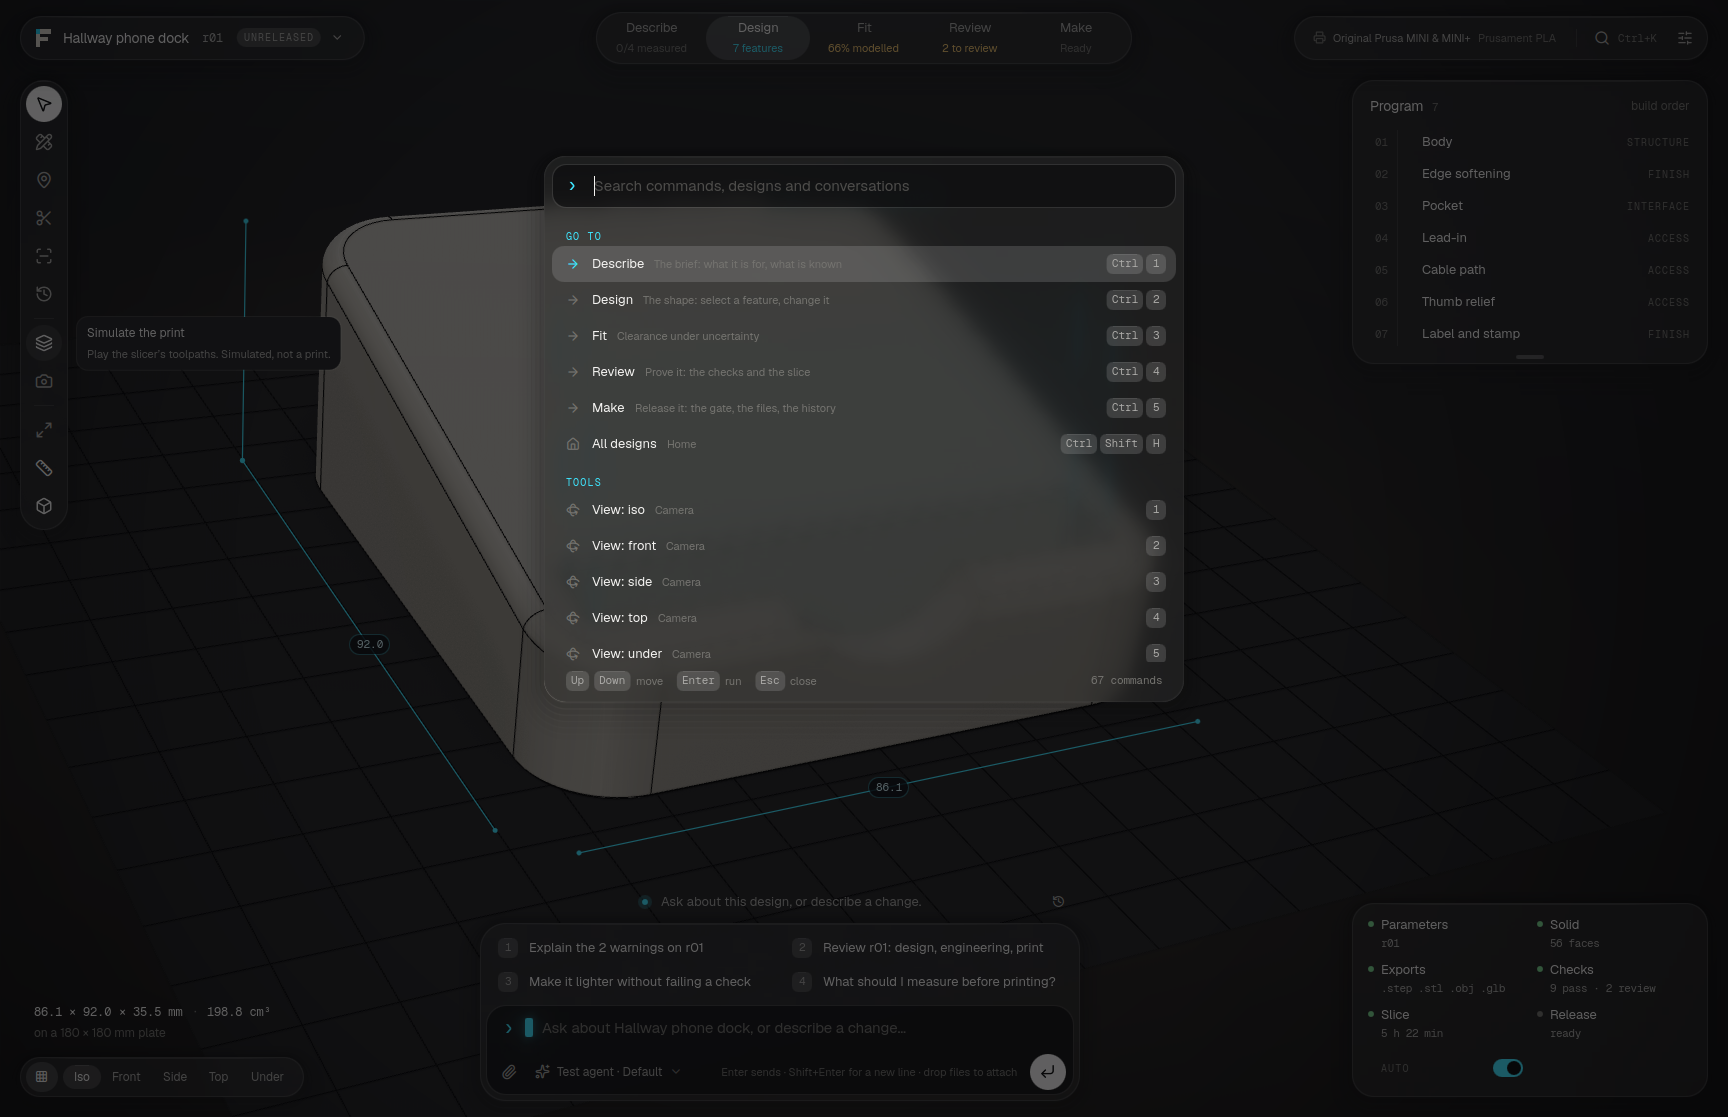 Hallway phone dock r01 UNRELEASED
Describe
0/4 measured
Design
7 features
Fit
66% modelled
Review
2 to review
Make
Ready
Original Prusa MINI & MINI+ Prusament PLA
Ctrl+K
Simulate the print
Play the slicer's toolpaths. Simulated, not a print.
Search commands, designs and conversations
GO TO
Describe The brief: what it is for, what is known Ctrl 1
Design The shape: select a feature, change it Ctrl 2
Fit Clearance under uncertainty Ctrl 3
Review Prove it: the checks and the slice Ctrl 4
Make Release it: the gate, the files, the history Ctrl 5
All designs Home Ctrl Shift H
TOOLS
View: iso Camera 1
View: front Camera 2
View: side Camera 3
View: top Camera 4
View: under Camera 5
Up Down move Enter run Esc close 67 commands
Program 7 build order
01 Body STRUCTURE
02 Edge softening FINISH
03 Pocket INTERFACE
04 Lead-in ACCESS
05 Cable path ACCESS
06 Thumb relief ACCESS
07 Label and stamp FINISH
92.0
86.1
Ask about this design, or describe a change.
1 Explain the 2 warnings on r01
2 Review r01: design, engineering, print
3 Make it lighter without failing a check
4 What should I measure before printing?
Ask about Hallway phone dock, or describe a change...
Test agent · Default
Enter sends · Shift+Enter for a new line · drop files to attach
86.1 × 92.0 × 35.5 mm · 198.8 cm³
on a 180 × 180 mm plate
Iso Front Side Top Under
Parameters
r01
Solid
56 faces
Exports
.step .stl .obj .glb
Checks
9 pass · 2 review
Slice
5 h 22 min
Release
ready
AUTO